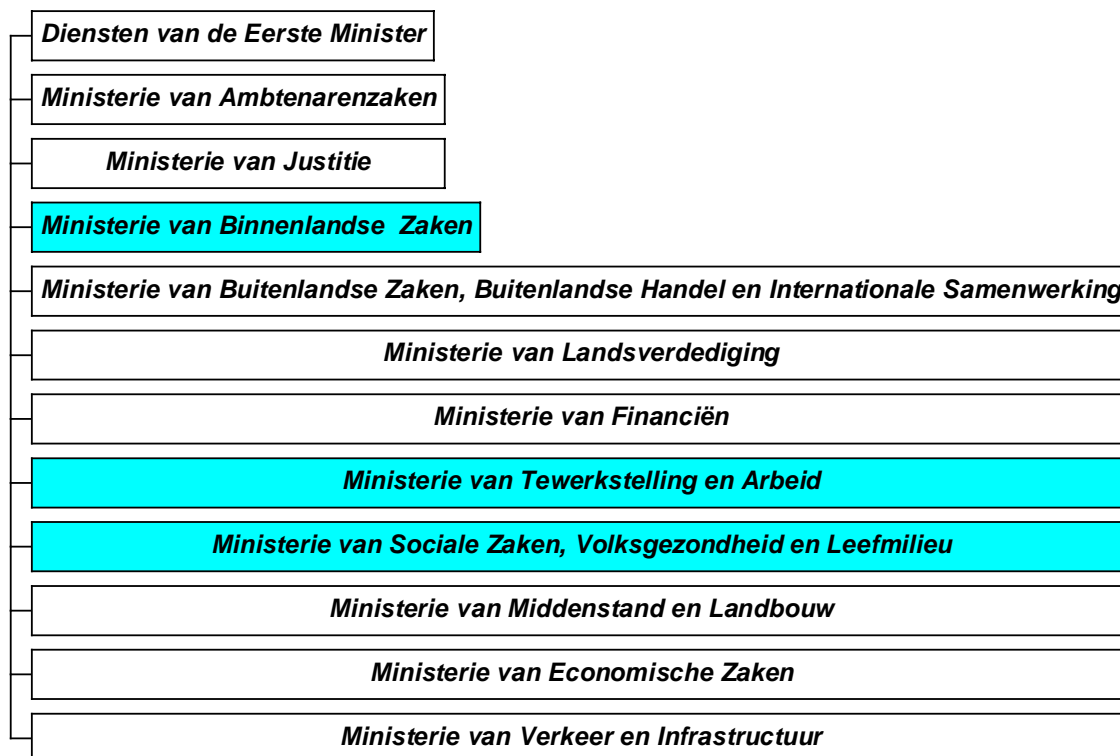 Diensten van de Eerste Minister
Ministerie van Ambtenarenzaken
Ministerie van Justitie
Ministerie van Binnenlandse  Zaken
Ministerie van Buitenlandse Zaken, Buitenlandse Handel en Internationale Samenwerking
Ministerie van Landsverdediging
Ministerie van Financiën
Ministerie van Tewerkstelling en Arbeid
Ministerie van Sociale Zaken, Volksgezondheid en Leefmilieu
Ministerie van Middenstand en Landbouw
Ministerie van Economische Zaken
Ministerie van Verkeer en Infrastructuur